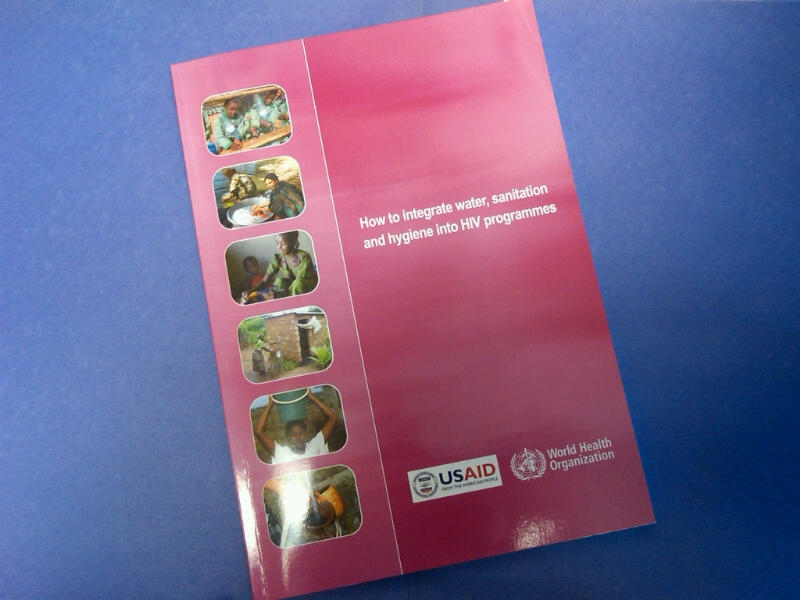 How to integrate water, sanitation
and hygiene into HIV programmes
USAID
FROM THE AMERICAN PEOPLE
World Health
Organization